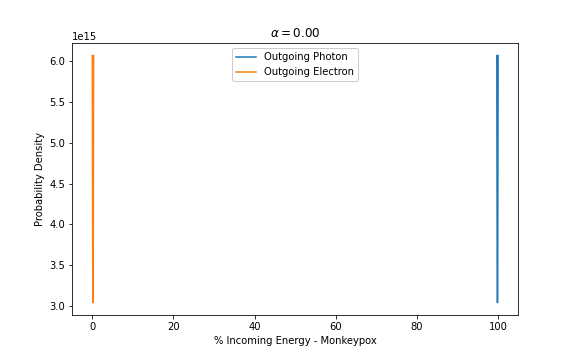 α = 0.00
1e15
Outgoing Photon
Outgoing Electron
6.0
5.5
5.0
4.5
4.0
3.5
3.0
Probability Density
0 20 40 60 80 100
% Incoming Energy - Monkeypox